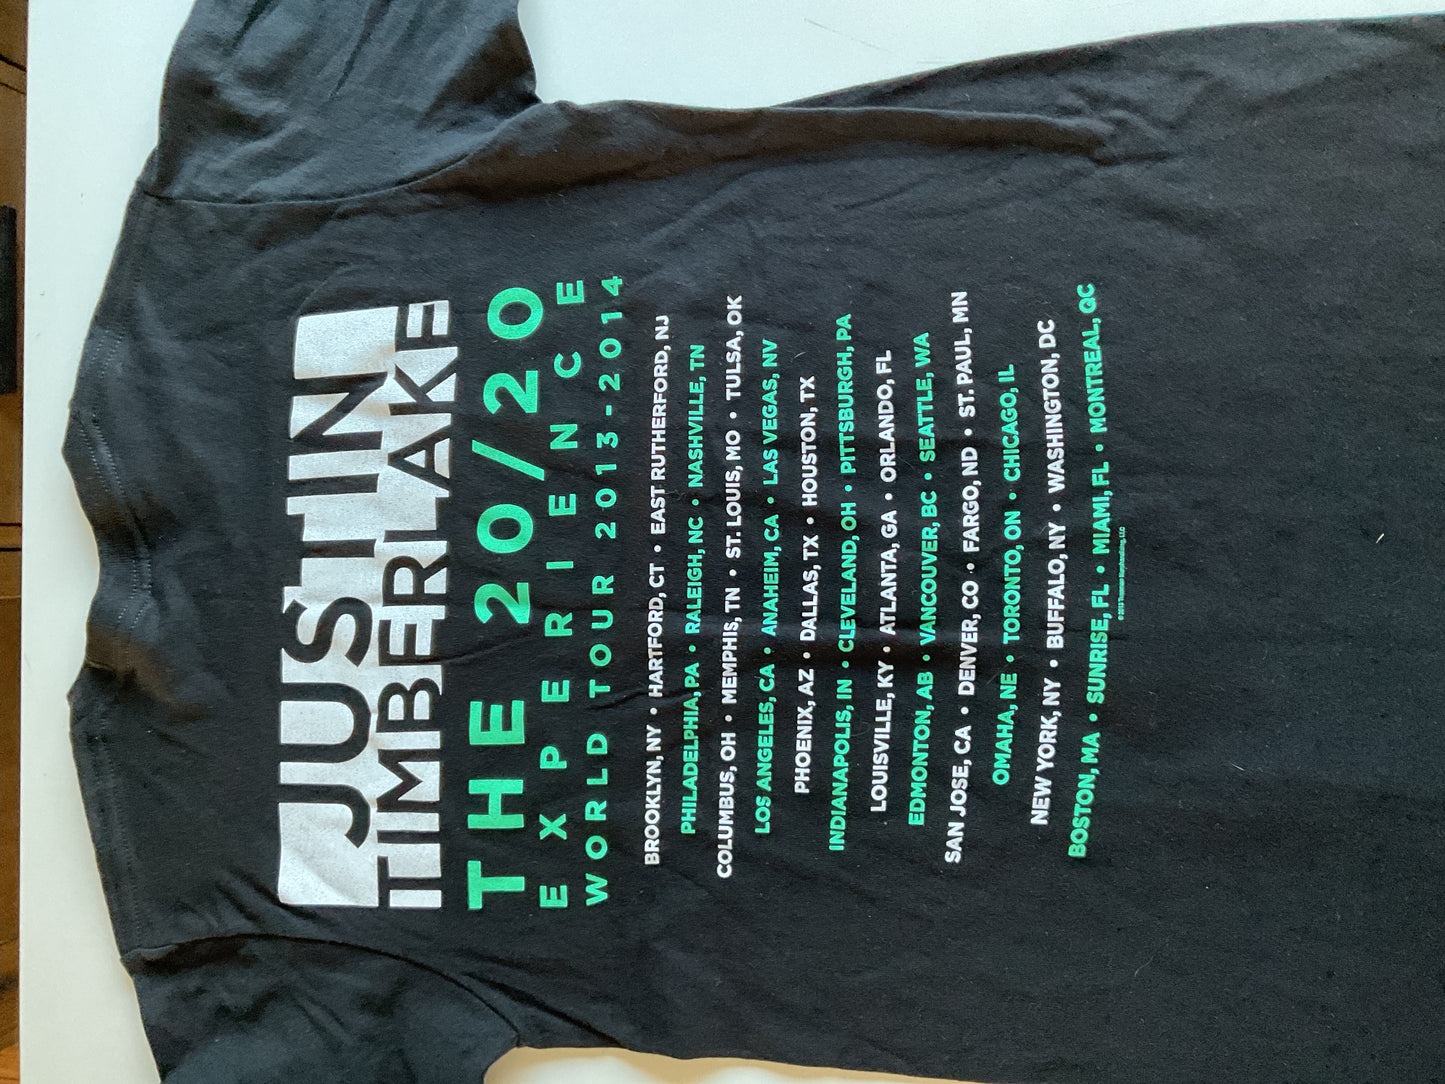 JUSTIN
TIMBERLAKE
THE 20/20
EXPERIENCE
WORLD TOUR 2013-2014
BROOKLYN, NY • HARTFORD, CT • EAST RUTHERFORD, NJ
PHILADELPHIA, PA • RALEIGH, NC • NASHVILLE, TN
COLUMBUS, OH • MEMPHIS, TN • ST. LOUIS, MO • TULSA, OK
LOS ANGELES, CA • ANAHEIM, CA • LAS VEGAS, NV
PHOENIX, AZ • DALLAS, TX • HOUSTON, TX
INDIANAPOLIS, IN • CLEVELAND, OH • PITTSBURGH, PA
LOUISVILLE, KY • ATLANTA, GA • ORLANDO, FL
EDMONTON, AB • VANCOUVER, BC • SEATTLE, WA
SAN JOSE, CA • DENVER, CO • FARGO, ND • ST. PAUL, MN
OMAHA, NE • TORONTO, ON • CHICAGO, IL
NEW YORK, NY • BUFFALO, NY • WASHINGTON, DC
BOSTON, MA • SUNRISE, FL • MIAMI, FL • MONTREAL, QC
© 2013